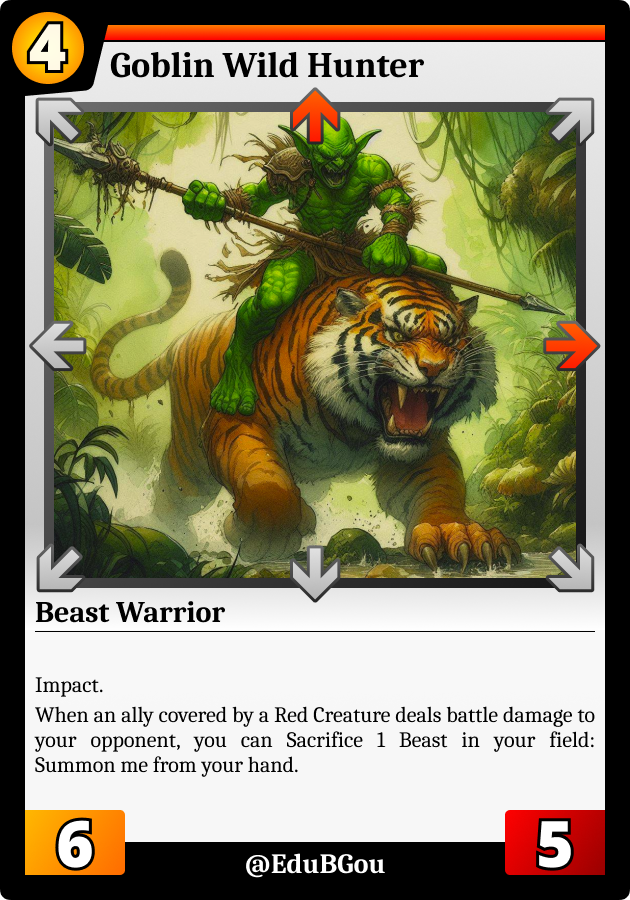 4
Goblin Wild Hunter
Beast Warrior
Impact.
When an ally covered by a Red Creature deals battle damage to
your opponent, you can Sacrifice 1 Beast in your field:
Summon me from your hand.
6
@EduBGou
5